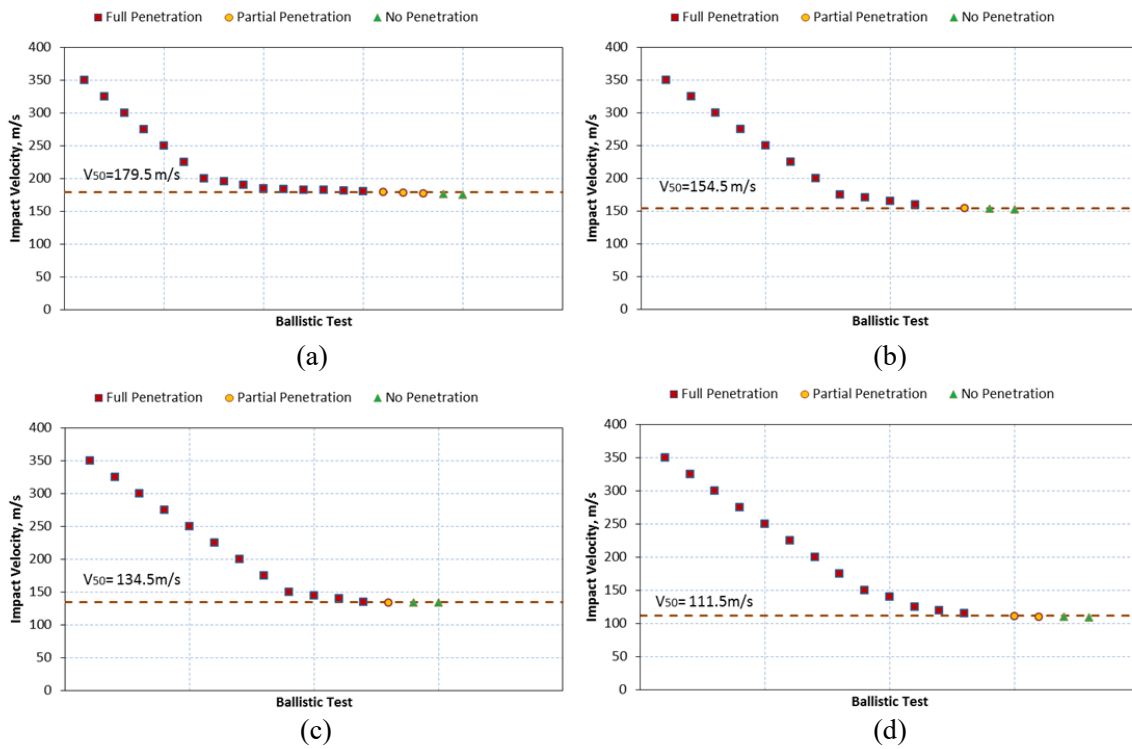 Full Penetration Partial Penetration No Penetration
400
350
300
250
200
150
100
50
0
Impact Velocity, m/s
V50=179.5 m/s
Ballistic Test
(a)
Full Penetration Partial Penetration No Penetration
400
350
300
250
200
150
100
50
0
Impact Velocity, m/s
V50=154.5 m/s
Ballistic Test
(b)
Full Penetration Partial Penetration No Penetration
400
350
300
250
200
150
100
50
0
Impact Velocity, m/s
V50= 134.5m/s
Ballistic Test
(c)
Full Penetration Partial Penetration No Penetration
400
350
300
250
200
150
100
50
0
Impact Velocity, m/s
V50= 111.5m/s
Ballistic Test
(d)